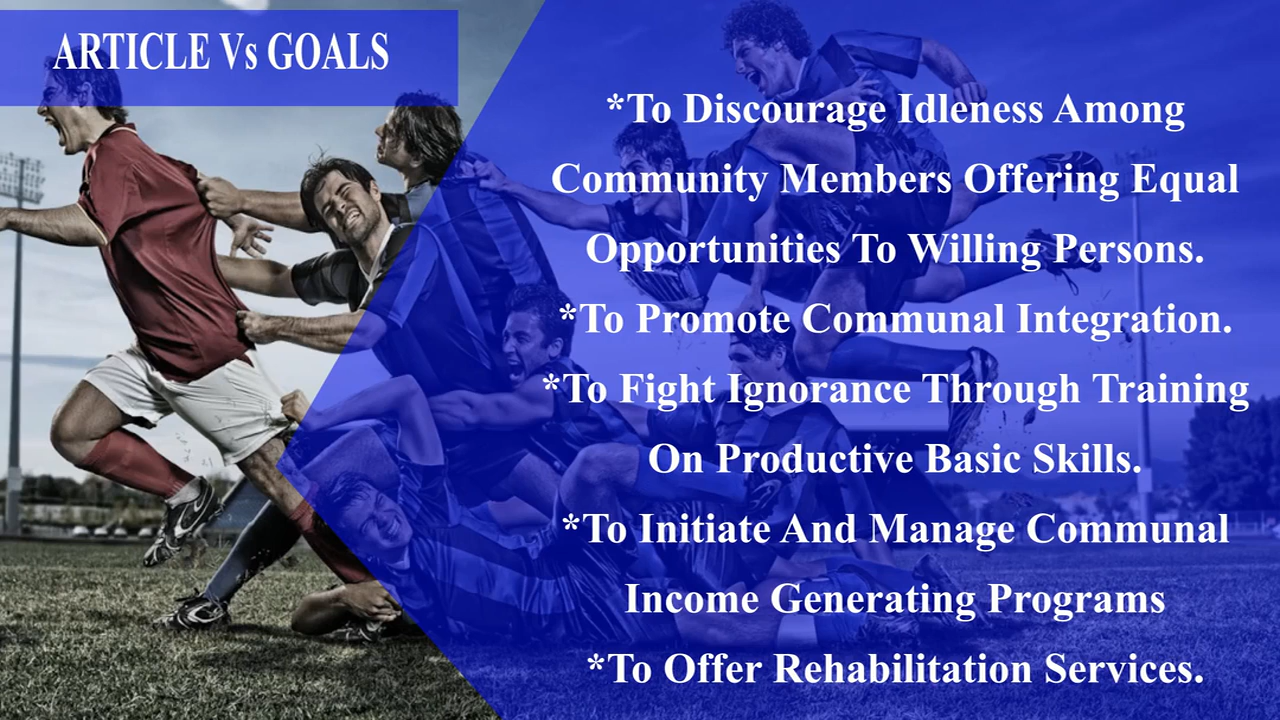 ARTICLE Vs GOALS
*To Discourage Idleness Among
Community Members Offering Equal
Opportunities To Willing Persons.
*To Promote Communal Integration.
*To Fight Ignorance Through Training
On Productive Basic Skills.
*To Initiate And Manage Communal
Income Generating Programs
*To Offer Rehabilitation Services.